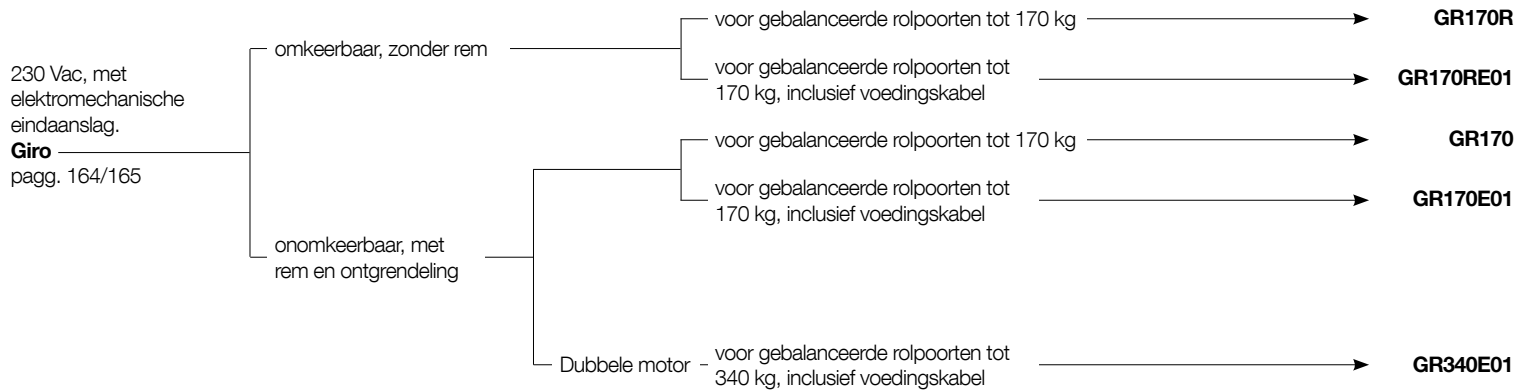 230 Vac, met
elektromechanische
eindaanslag.
Giro
pagg. 164/165
omkeerbaar, zonder rem
voor gebalanceerde rolpoorten tot 170 kg
GR170R
voor gebalanceerde rolpoorten tot
170 kg, inclusief voedingskabel
GR170RE01
onomkeerbaar, met
rem en ontgrendeling
voor gebalanceerde rolpoorten tot 170 kg
GR170
voor gebalanceerde rolpoorten tot
170 kg, inclusief voedingskabel
GR170E01
Dubbele motor
voor gebalanceerde rolpoorten tot
340 kg, inclusief voedingskabel
GR340E01